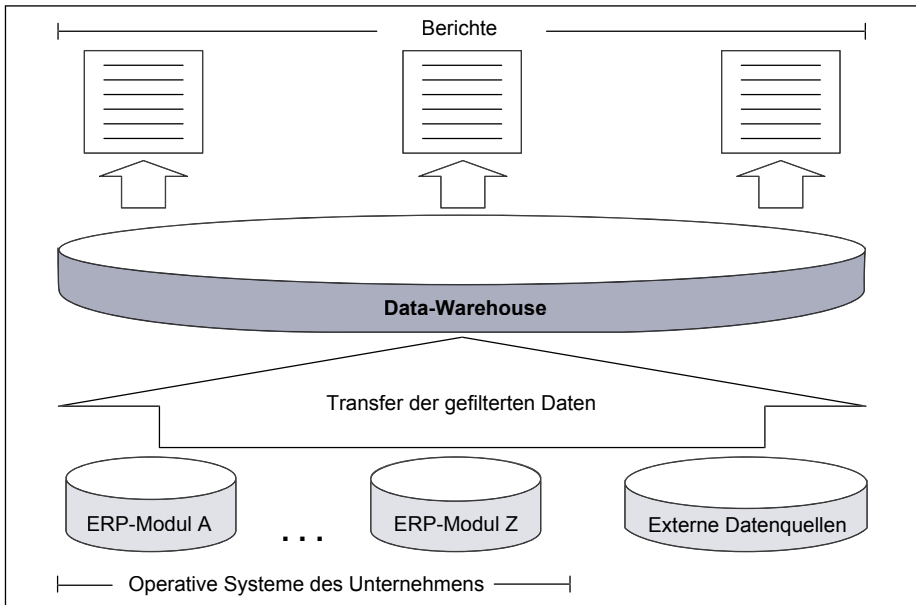 Berichte
Data-Warehouse
Transfer der gefilterten Daten
ERP-Modul A
. . .
ERP-Modul Z
Externe Datenquellen
Operative Systeme des Unternehmens